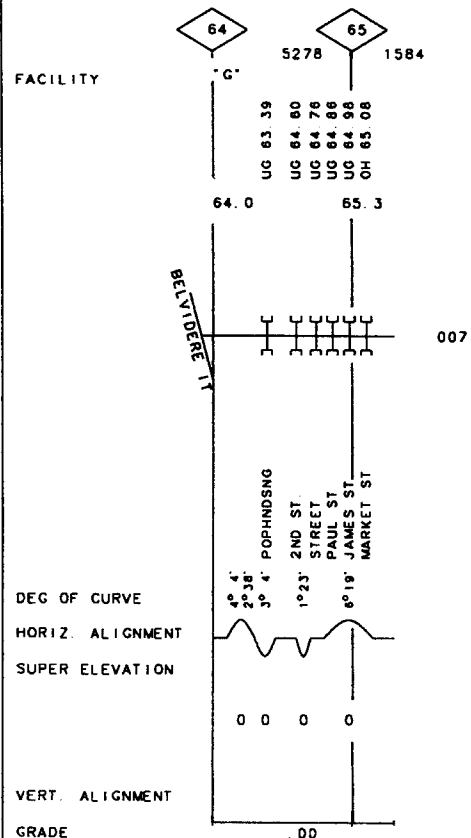 64
65
5278
1584
FACILITY
"G"
UG 63.39
UG 64.60
UG 64.76
UG 64.86
UG 64.98
OH 65.08
64.0
65.3
BELVIDERE IT
007
POPHNDSNG
2ND ST.
STREET
PAUL ST
JAMES ST
MARKET ST
DEG OF CURVE
4° 4'
2° 38'
3° 4'
1° 23'
6° 19'
HORIZ. ALIGNMENT
SUPER ELEVATION
0 0 0 0
VERT. ALIGNMENT
GRADE
.00